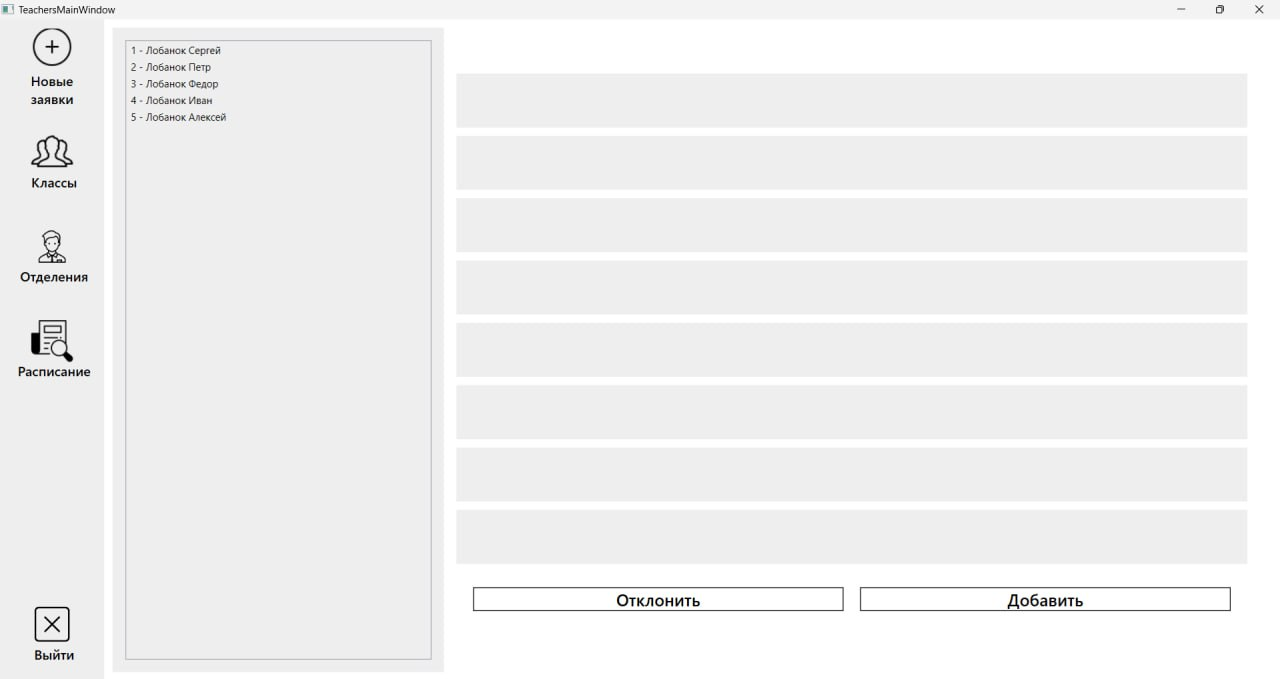 TeachersMainWindow
Новые
заявки
Классы
Отделения
Расписание
Выйти
1 - Лобанок Сергей
2 - Лобанок Петр
3 - Лобанок Федор
4 - Лобанок Иван
5 - Лобанок Алексей
Отклонить
Добавить